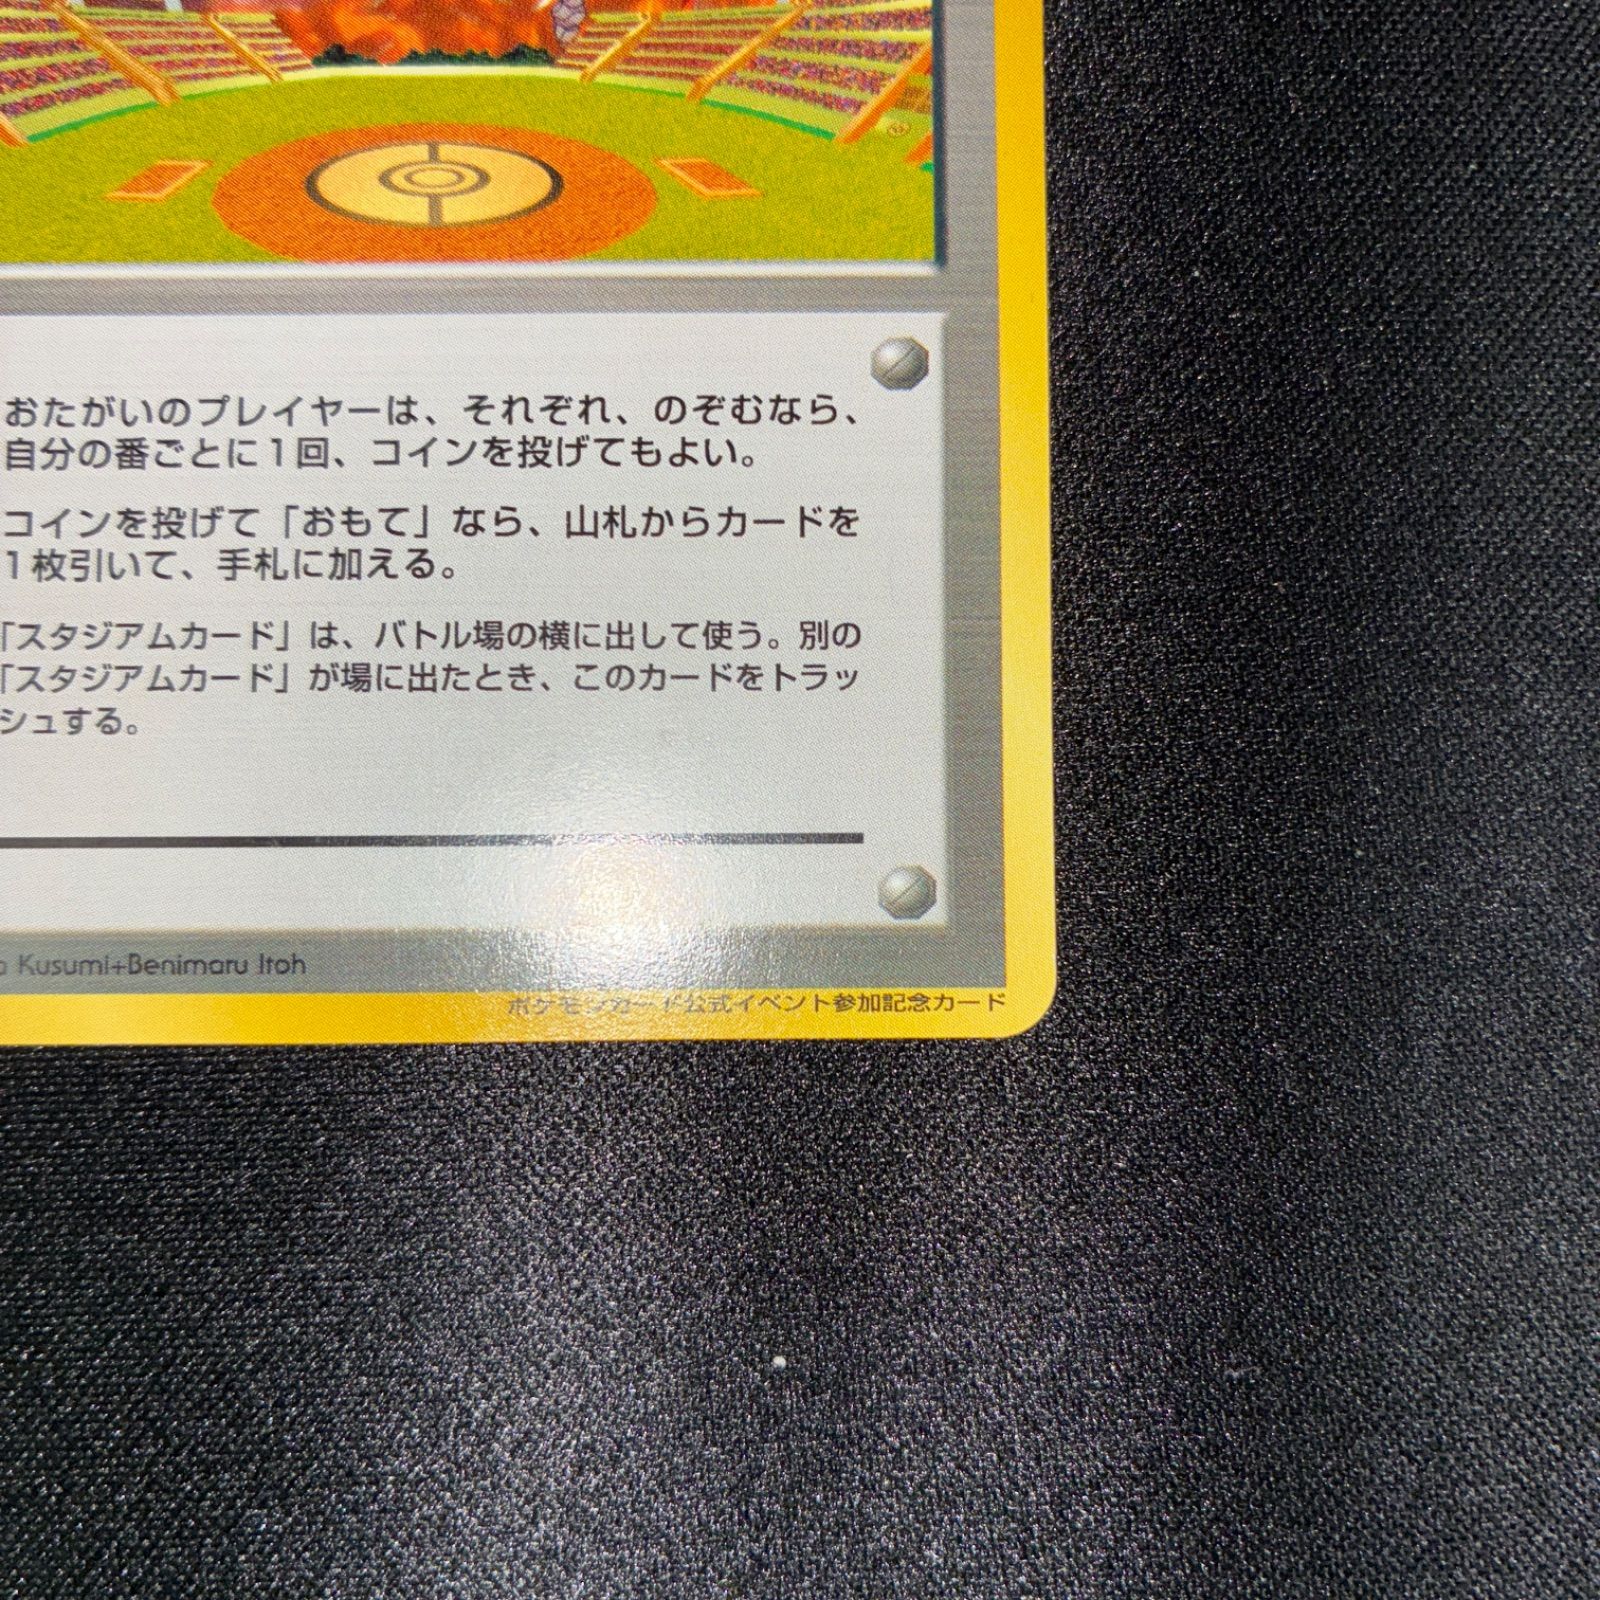 おたがいのプレイヤーは、それぞれ、のぞむなら、
自分の番ごとに1回、コインを投げてもよい。
コインを投げて「おもて」なら、山札からカードを
1枚引いて、手札に加える。
「スタジアムカード」は、バトル場の横に出して使う。別の
「スタジアムカード」が場に出たとき、このカードをトラッ
シュする。
Kusumi+Benimaru Itoh
ポケモンカード公式イベント参加記念カード